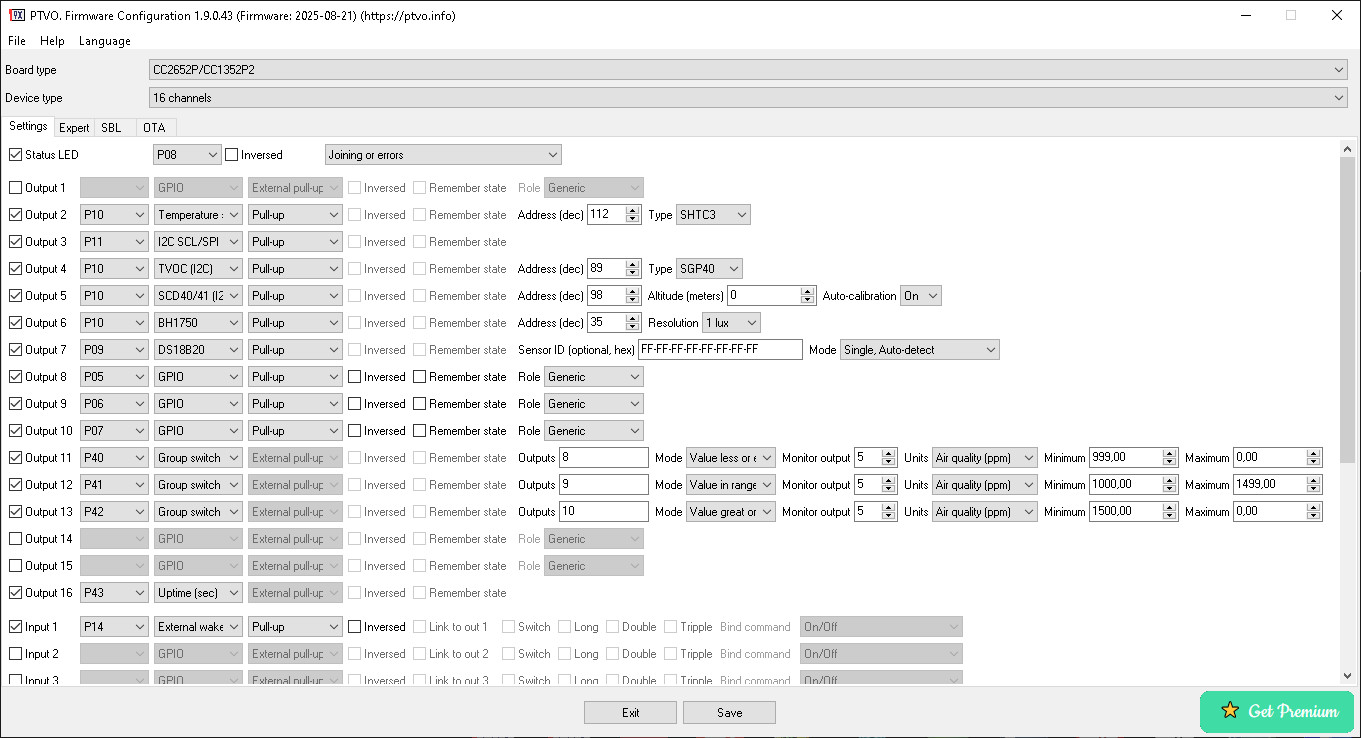 PTVO. Firmware Configuration 1.9.0.43 (Firmware: 2025-08-21) (https://ptvo.info)
File Help Language
Board type CC2652P/CC1352P2
Device type 16 channels
Settings Expert SBL OTA
Status LED P08 Inversed Joining or errors
Output 1 GPIO External pull-up Inversed Remember state Role Generic
Output 2 P10 Temperature Pull-up Inversed Remember state Address (dec) 112 Type SHTC3
Output 3 P11 I2C SCL/SPI Pull-up Inversed Remember state
Output 4 P10 TVOC (I2C) Pull-up Inversed Remember state Address (dec) 89 Type SGP40
Output 5 P10 SCD40/41 (I2 Pull-up Inversed Remember state Address (dec) 98 Altitude (meters) 0 Auto-calibration On
Output 6 P10 BH1750 Pull-up Inversed Remember state Address (dec) 35 Resolution 1 lux
Output 7 P09 DS18B20 Pull-up Inversed Remember state Sensor ID (optional, hex) FF-FF-FF-FF-FF-FF-FF-FF Mode Single, Auto-detect
Output 8 P05 GPIO Pull-up Inversed Remember state Role Generic
Output 9 P06 GPIO Pull-up Inversed Remember state Role Generic
Output 10 P07 GPIO Pull-up Inversed Remember state Role Generic
Output 11 P40 Group switch External pull-up Inversed Remember state Outputs 8 Mode Value less or e Monitor output 5 Units Air quality (ppm) Minimum 999,00 Maximum 0,00
Output 12 P41 Group switch External pull-up Inversed Remember state Outputs 9 Mode Value in range Monitor output 5 Units Air quality (ppm) Minimum 1000,00 Maximum 1499,00
Output 13 P42 Group switch External pull-up Inversed Remember state Outputs 10 Mode Value great or Monitor output 5 Units Air quality (ppm) Minimum 1500,00 Maximum 0,00
Output 14 GPIO External pull-up Inversed Remember state Role Generic
Output 15 GPIO External pull-up Inversed Remember state Role Generic
Output 16 P43 Uptime (sec) External pull-up Inversed Remember state
Input 1 P14 External wake Pull-up Inversed Link to out 1 Switch Long Double Tripple Bind command On/Off
Input 2 GPIO External pull-up Inversed Link to out 2 Switch Long Double Tripple Bind command On/Off
Input 3 GPIO External pull-up Inversed Link to out 3 Switch Long Double Tripple Bind command On/Off
Exit Save Get Premium